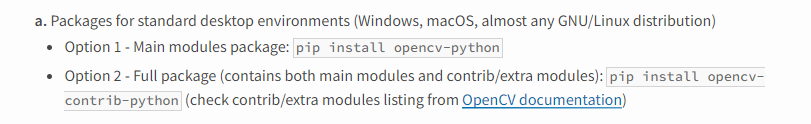 a. Packages for standard desktop environments (Windows, macOS, almost any GNU/Linux distribution)
• Option 1 - Main modules package: pip install opencv-python
• Option 2 - Full package (contains both main modules and contrib/extra modules): pip install opencv-
contrib-python (check contrib/extra modules listing from OpenCV documentation)